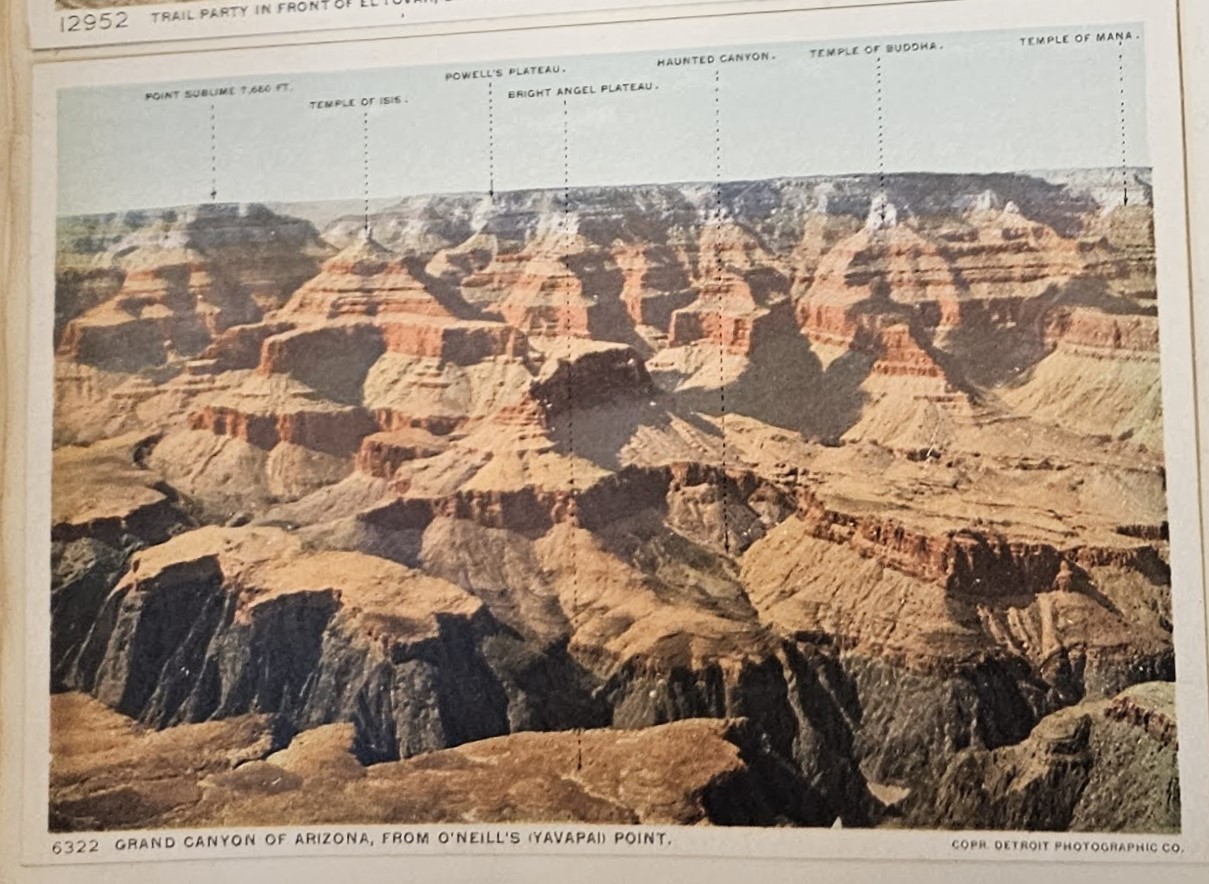 12952 TRAIL PARTY IN FRONT OF EL TOVAR,
POINT SUBLIME 7,660 FT.
TEMPLE OF ISIS.
POWELL'S PLATEAU.
BRIGHT ANGEL PLATEAU.
HAUNTED CANYON.
TEMPLE OF BUDDHA.
TEMPLE OF MANA.
6322 GRAND CANYON OF ARIZONA, FROM O'NEILL'S (YAVAPAI) POINT.
COPR. DETROIT PHOTOGRAPHIC CO.